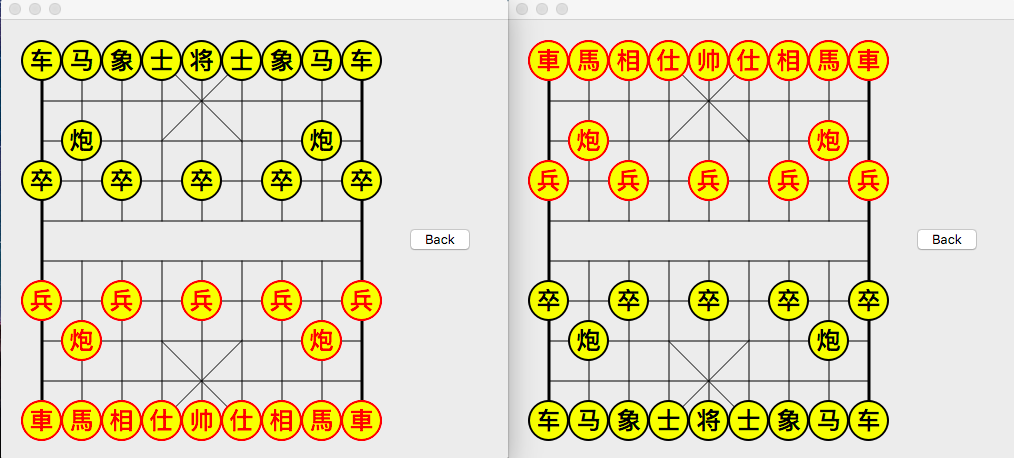 车马象士将士象马车
炮 炮
卒 卒 卒 卒 卒
Back
兵 兵 兵 兵 兵
炮 炮
車馬相仕帅仕相馬車
車馬相仕帅仕相馬車
炮 炮
兵 兵 兵 兵 兵
Back
卒 卒 卒 卒 卒
炮 炮
车马象士将士象马车